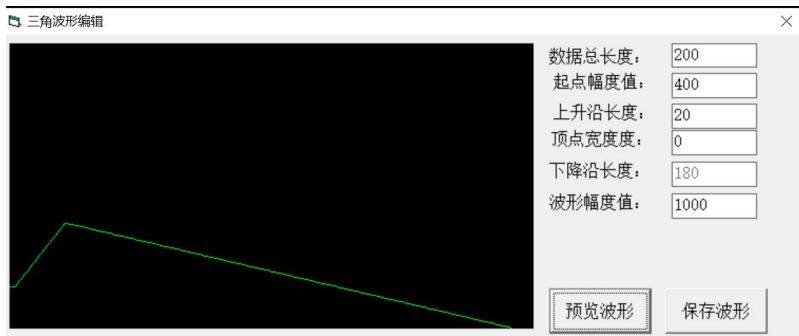 三角波形编辑
数据总长度： 200
起点幅度值： 400
上升沿长度： 20
顶点宽度度： 0
下降沿长度： 180
波形幅度值： 1000
预览波形 保存波形